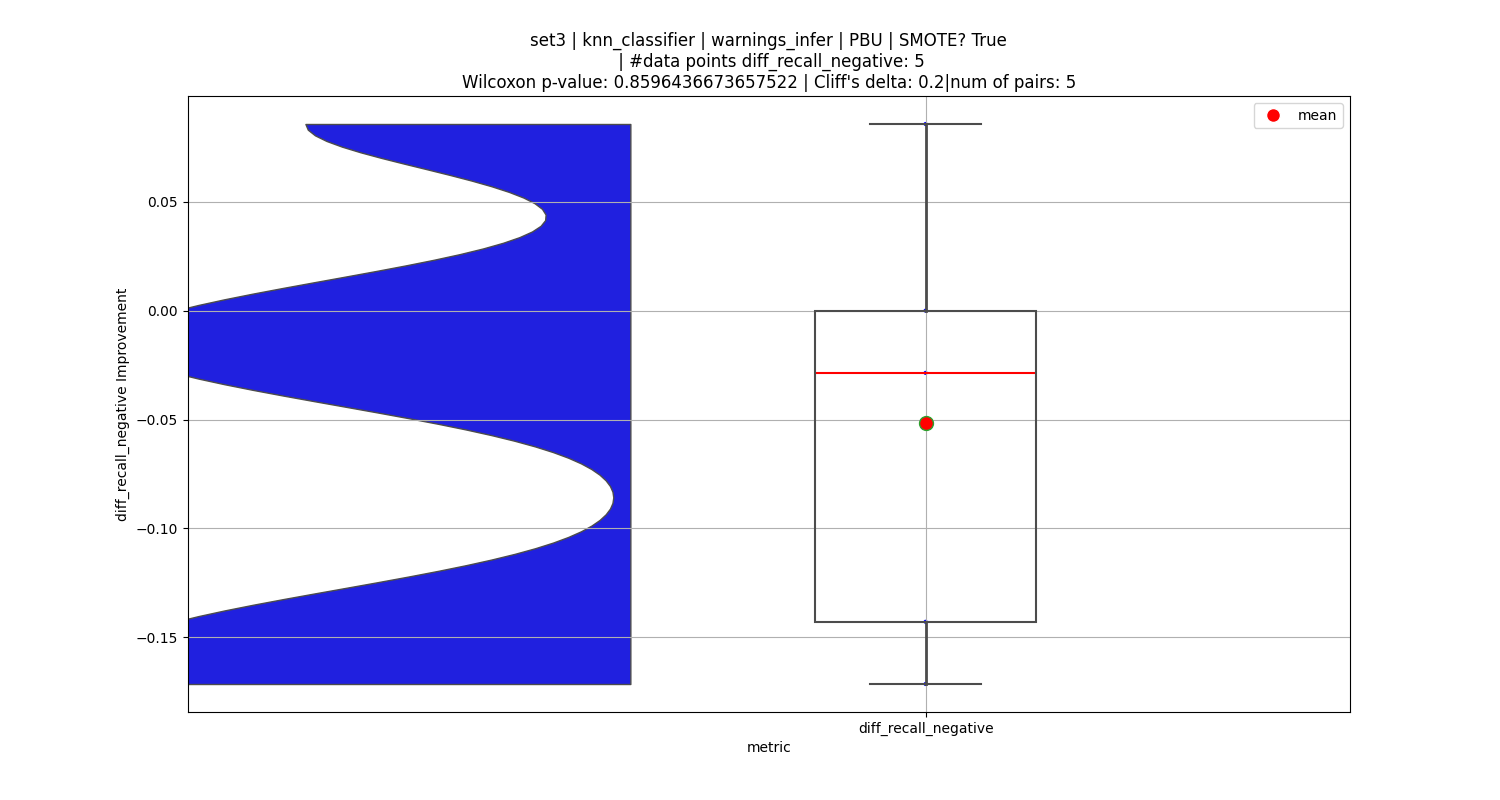 set3 | knn_classifier | warnings_infer | PBU | SMOTE? True
| #data points diff_recall_negative: 5
Wilcoxon p-value: 0.8596436673657522 | Cliff's delta: 0.2|num of pairs: 5
mean
0.05
0.00
−0.05
−0.10
−0.15
diff_recall_negative Improvement
diff_recall_negative
metric